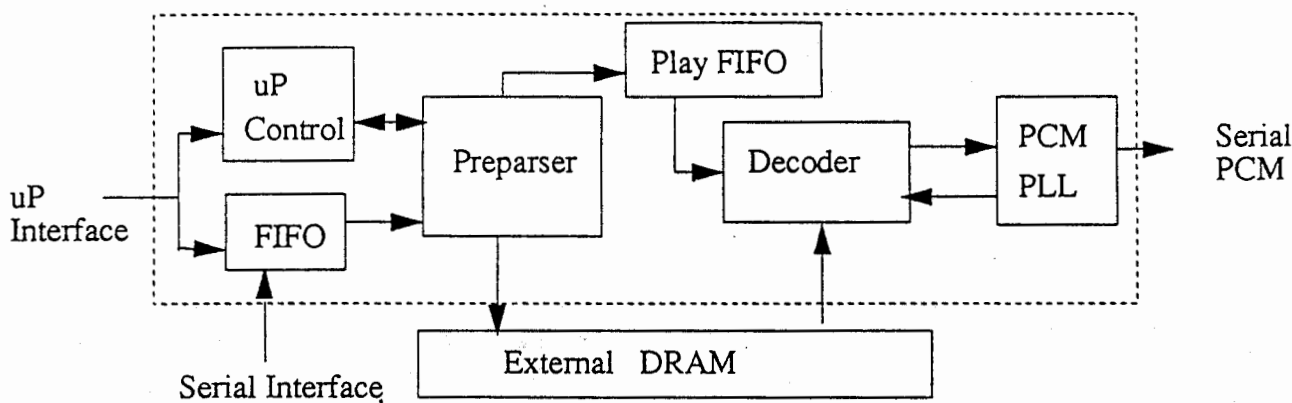 uP
Control
Play FIFO
Preparser
Decoder
PCM
PLL
Serial
PCM
uP
Interface
FIFO
External DRAM
Serial Interface